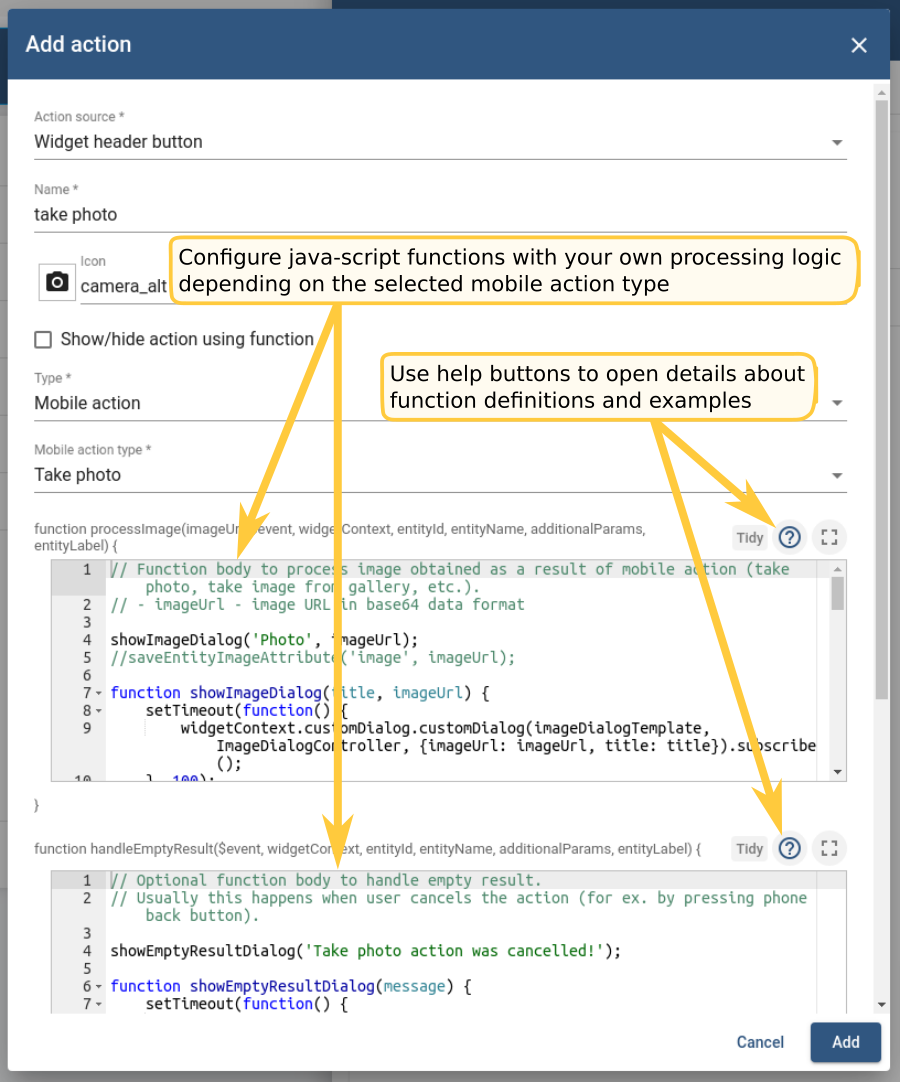 Add action
Action source *
Widget header button
Name *
take photo
Icon
camera_alt
Configure java-script functions with your own processing logic
depending on the selected mobile action type
Show/hide action using function
Type *
Mobile action
Use help buttons to open details about
function definitions and examples
Mobile action type *
Take photo
function processImage(imageUrl, $event, widgetContext, entityId, entityName, additionalParams,
entityLabel) {
Tidy
1 // Function body to process image obtained as a result of mobile action (take
photo, take image from gallery, etc.).
2 // - imageUrl - image URL in base64 data format
3
4 showImageDialog('Photo', imageUrl);
5 //saveEntityImageAttribute('image', imageUrl);
6
7 function showImageDialog(title, imageUrl) {
8 setTimeout(function() {
9 widgetContext.customDialog.customDialog(imageDialogTemplate,
ImageDialogController, {imageUrl: imageUrl, title: title}).subscribe
();
10 }, 100);
}
function handleEmptyResult($event, widgetContext, entityId, entityName, additionalParams, entityLabel) {
Tidy
1 // Optional function body to handle empty result.
2 // Usually this happens when user cancels the action (for ex. by pressing phone
back button).
3
4 showEmptyResultDialog('Take photo action was cancelled!');
5
6 function showEmptyResultDialog(message) {
7 setTimeout(function() {
Cancel
Add